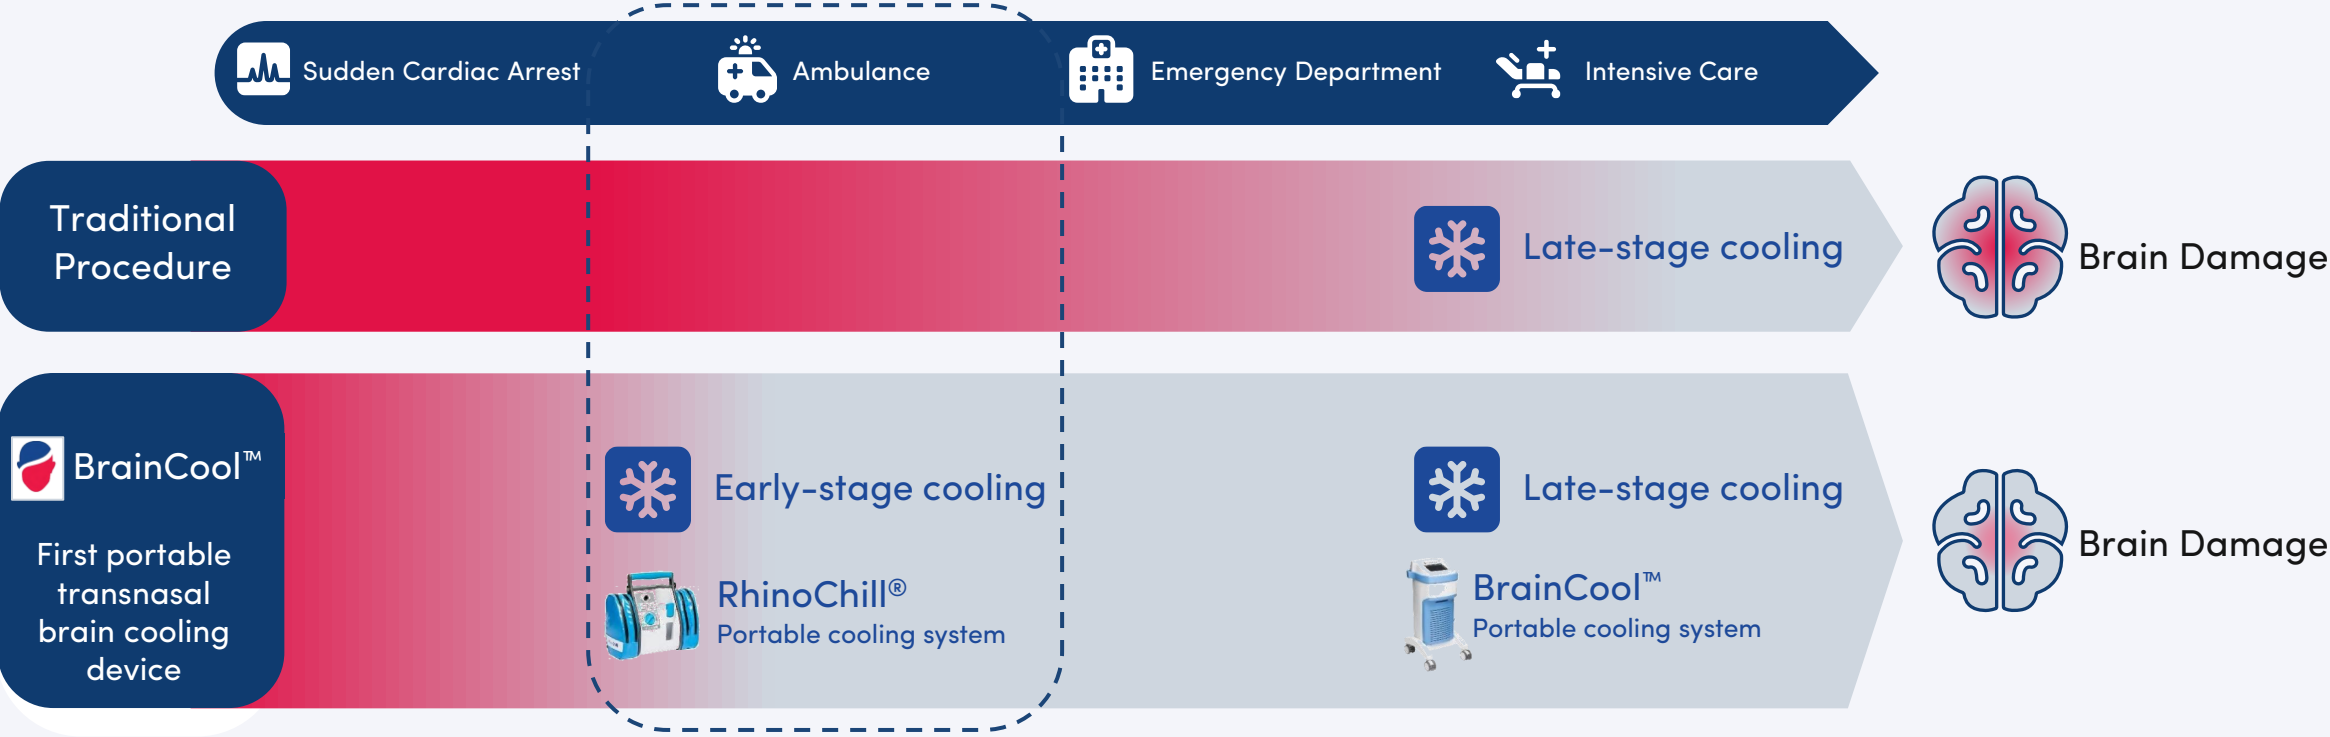 Sudden Cardiac Arrest
Ambulance
Emergency Department
Intensive Care
Traditional
Procedure
Late-stage cooling
Brain Damage
BrainCool™
First portable
transnasal
brain cooling
device
Early-stage cooling
RhinoChill®
Portable cooling system
Late-stage cooling
BrainCool™
Portable cooling system
Brain Damage